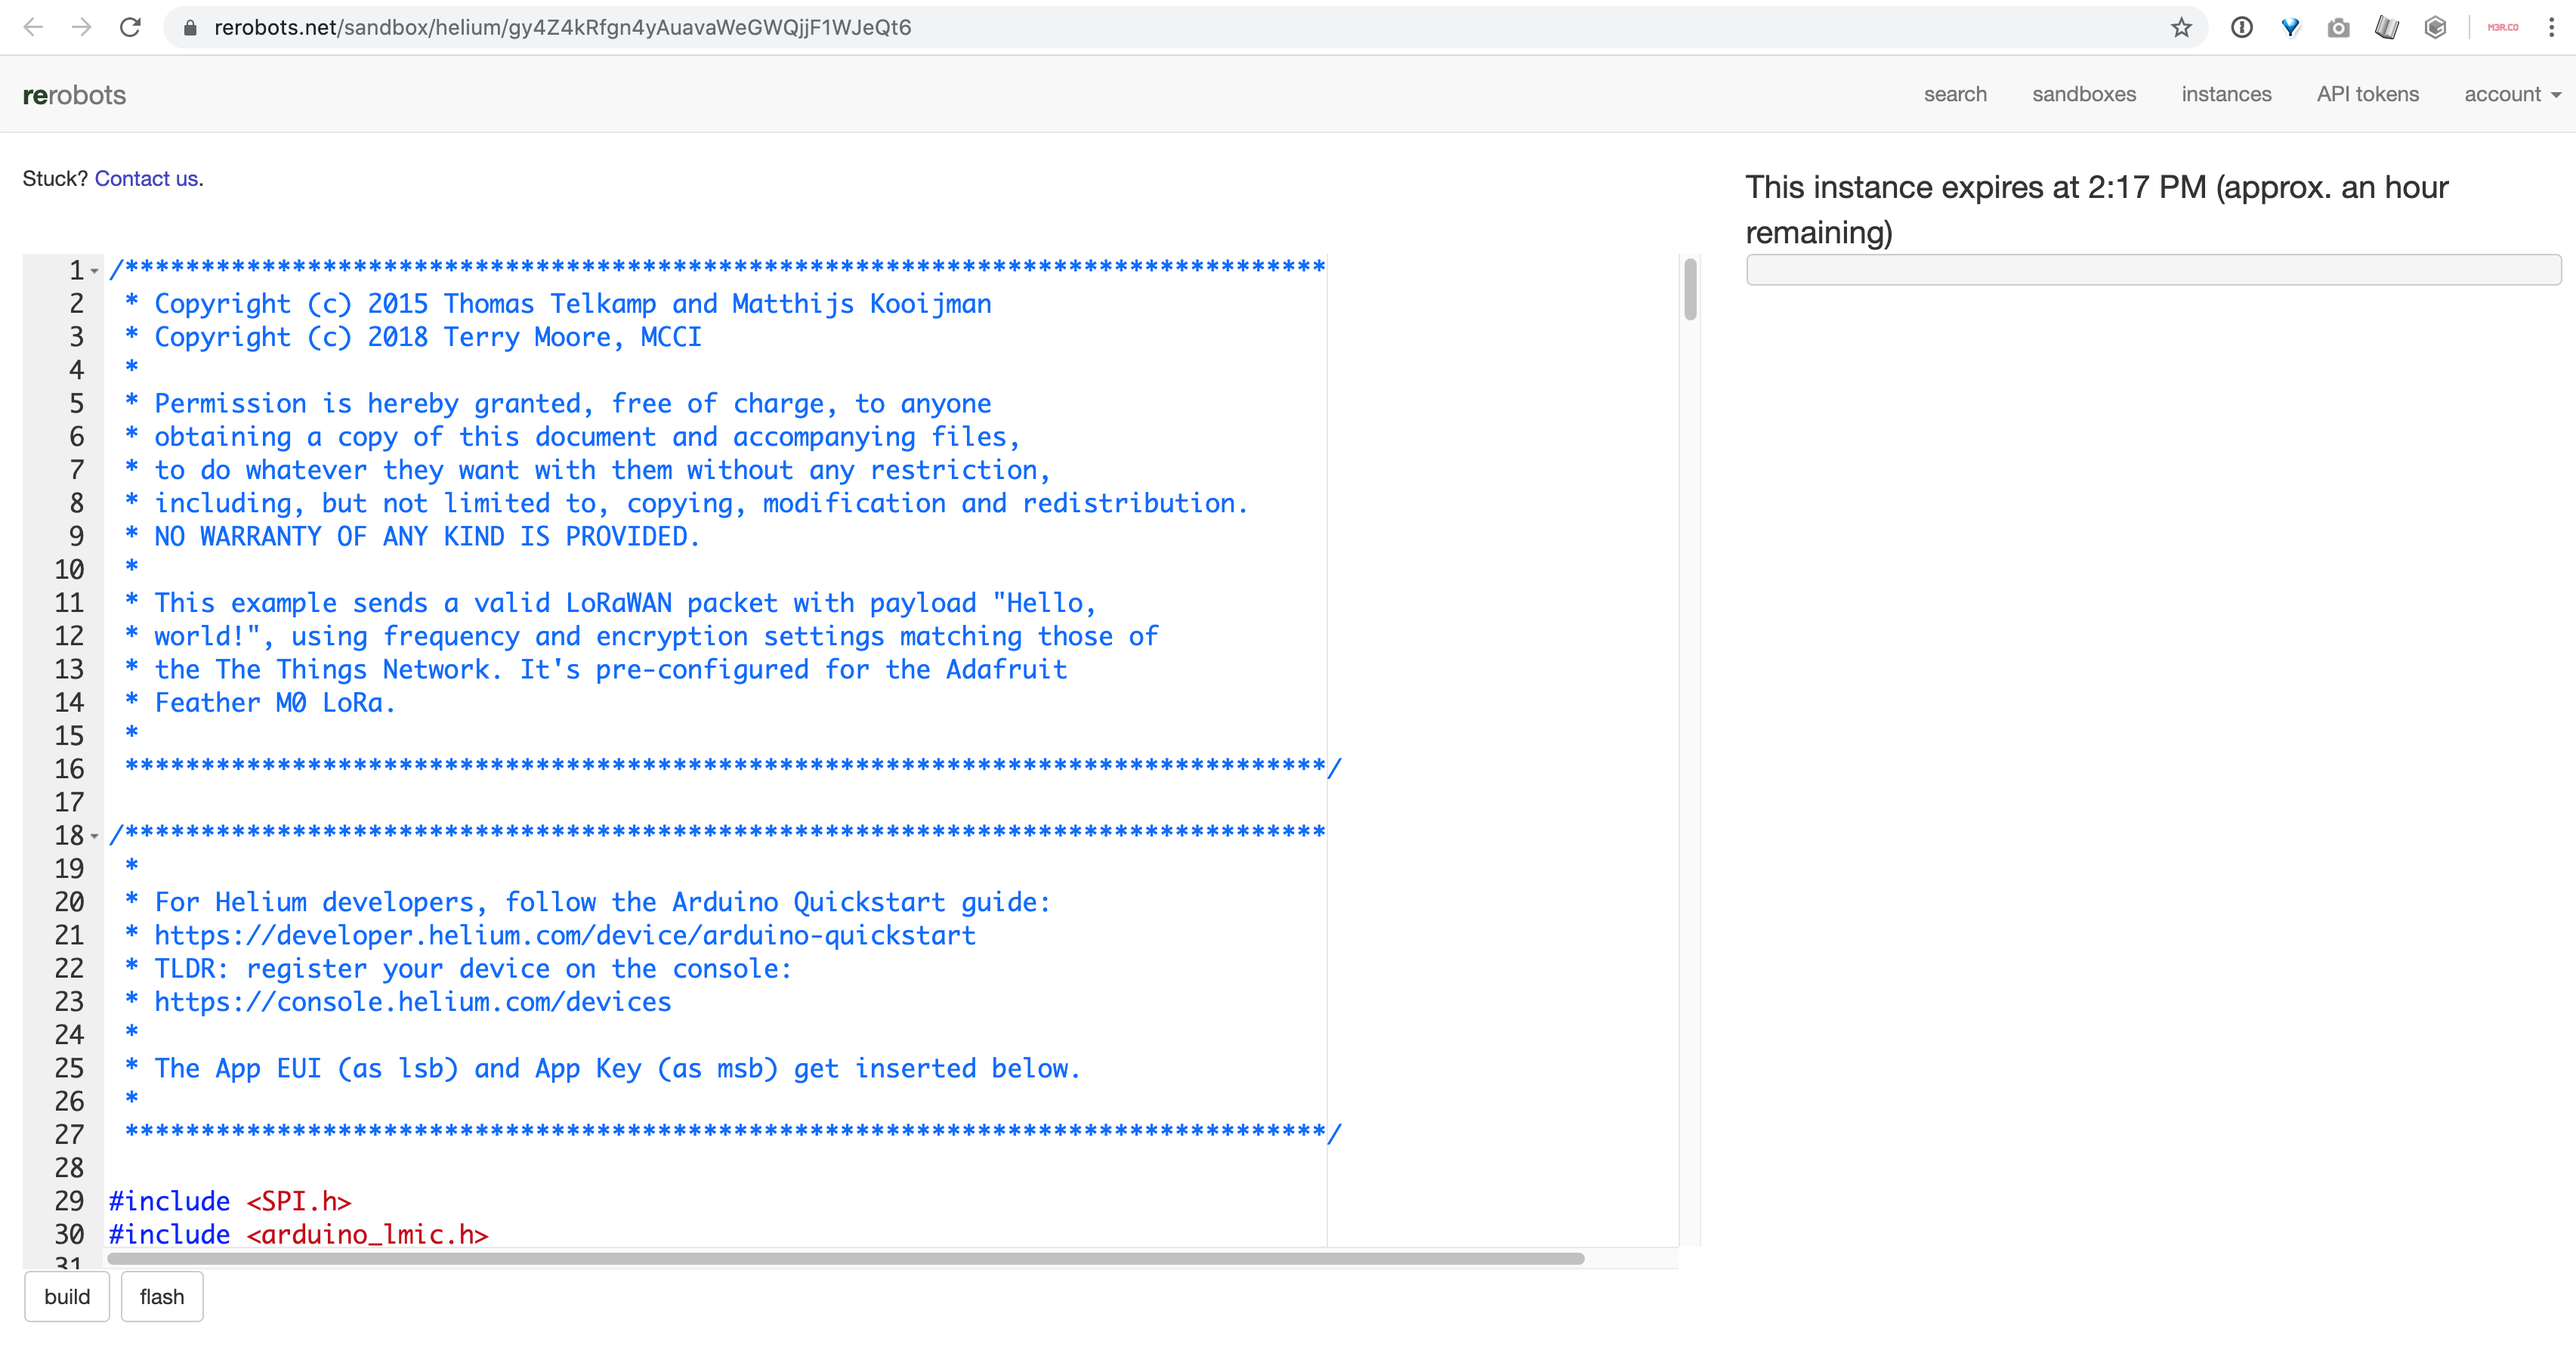 rerobots.net/sandbox/helium/gy4Z4kRfgn4yAuavaWeGWQjjF1WJeQt6
M3R.CO
rerobots
search
sandboxes
instances
API tokens
account
Stuck? Contact us.
This instance expires at 2:17 PM (approx. an hour
remaining)
1 /*******************************************************************************
2  * Copyright (c) 2015 Thomas Telkamp and Matthijs Kooijman
3  * Copyright (c) 2018 Terry Moore, MCCI
4  *
5  * Permission is hereby granted, free of charge, to anyone
6  * obtaining a copy of this document and accompanying files,
7  * to do whatever they want with them without any restriction,
8  * including, but not limited to, copying, modification and redistribution.
9  * NO WARRANTY OF ANY KIND IS PROVIDED.
10  *
11  * This example sends a valid LoRaWAN packet with payload "Hello,
12  * world!", using frequency and encryption settings matching those of
13  * the The Things Network. It's pre-configured for the Adafruit
14  * Feather M0 LoRa.
15  *
16  *******************************************************************************/
17
18 /*******************************************************************************
19  *
20  * For Helium developers, follow the Arduino Quickstart guide:
21  * https://developer.helium.com/device/arduino-quickstart
22  * TLDR: register your device on the console:
23  * https://console.helium.com/devices
24  *
25  * The App EUI (as lsb) and App Key (as msb) get inserted below.
26  *
27  *******************************************************************************/
28
29 #include <SPI.h>
30 #include <arduino_lmic.h>
31
build
flash